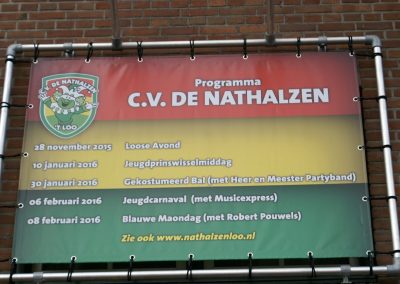 DE NATHALZEN
'T LOO
Programma
C.V. DE NATHALZEN
28 november 2015 Loose Avond
10 januari 2016 Jeugdprinswisselmiddag
30 januari 2016 Gekostumeerd Bal (met Heer en Meester Partyband)
06 februari 2016 Jeugdcarnaval (met Musicexpress)
08 februari 2016 Blauwe Maondag (met Robert Pouwels)
Zie ook www.nathalzenloo.nl